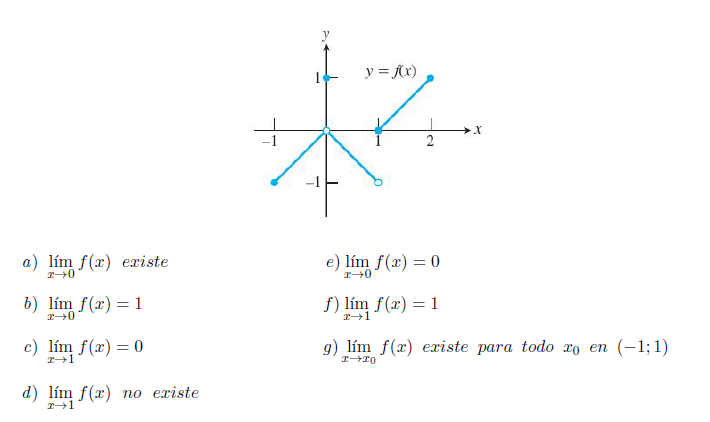 y
1
y = f(x)
x
−1
1
2
−1
a) lím f(x) existe
x→0
e) lím f(x) = 0
x→0
b) lím f(x) = 1
x→0
f) lím f(x) = 1
x→1
c) lím f(x) = 0
x→1
g) lím f(x) existe para todo x₀ en (−1; 1)
x→x₀
d) lím f(x) no existe
x→1